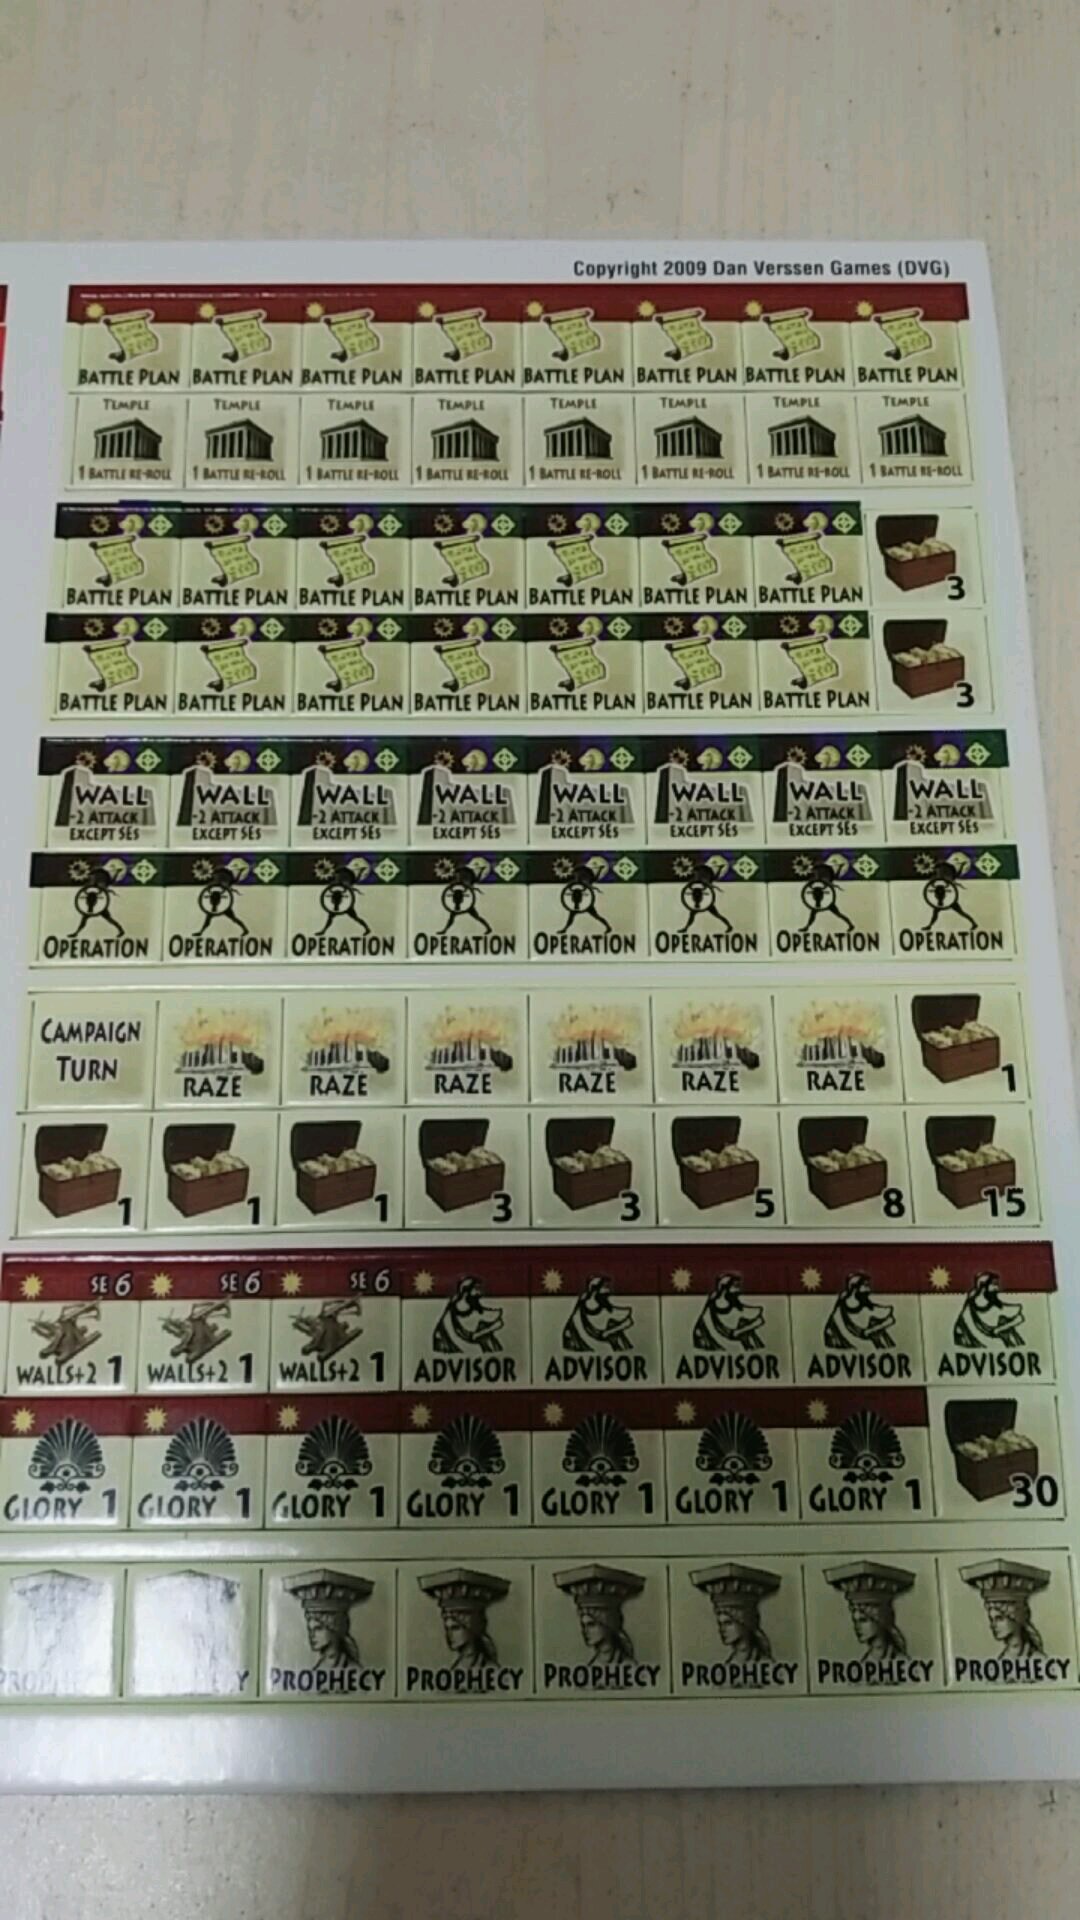 Copyright 2009 Dan Verssen Games (DVG)
BATTLE PLAN BATTLE PLAN BATTLE PLAN BATTLE PLAN BATTLE PLAN BATTLE PLAN BATTLE PLAN BATTLE PLAN
TEMPLE TEMPLE TEMPLE TEMPLE TEMPLE TEMPLE TEMPLE TEMPLE
1 BATTLE RE-ROLL 1 BATTLE RE-ROLL 1 BATTLE RE-ROLL 1 BATTLE RE-ROLL 1 BATTLE RE-ROLL 1 BATTLE RE-ROLL 1 BATTLE RE-ROLL 1 BATTLE RE-ROLL
BATTLE PLAN BATTLE PLAN BATTLE PLAN BATTLE PLAN BATTLE PLAN BATTLE PLAN BATTLE PLAN 3
BATTLE PLAN BATTLE PLAN BATTLE PLAN BATTLE PLAN BATTLE PLAN BATTLE PLAN BATTLE PLAN 3
WALL WALL WALL WALL WALL WALL WALL WALL
-2 ATTACK -2 ATTACK -2 ATTACK -2 ATTACK -2 ATTACK -2 ATTACK -2 ATTACK -2 ATTACK
EXCEPT SEs EXCEPT SEs EXCEPT SEs EXCEPT SEs EXCEPT SEs EXCEPT SEs EXCEPT SEs EXCEPT SEs
OPERATION OPERATION OPERATION OPERATION OPERATION OPERATION OPERATION OPERATION
CAMPAIGN
TURN RAZE RAZE RAZE RAZE RAZE RAZE 1
1 1 1 3 3 5 8 15
SE 6 SE 6 SE 6
WALLS+2 1 WALLS+2 1 WALLS+2 1 ADVISOR ADVISOR ADVISOR ADVISOR ADVISOR
GLORY 1 GLORY 1 GLORY 1 GLORY 1 GLORY 1 GLORY 1 GLORY 1 30
PROPHECY PROPHECY PROPHECY PROPHECY PROPHECY PROPHECY